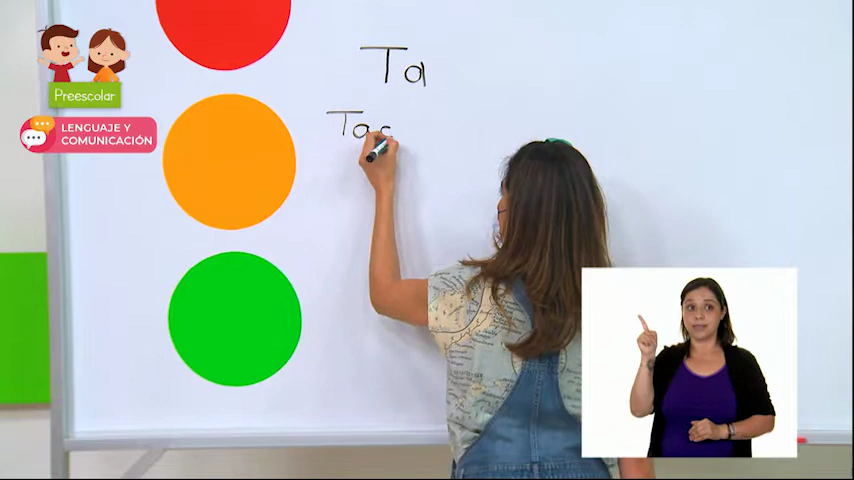 Preescolar
LENGUAJE Y
COMUNICACIÓN
Ta
Tac